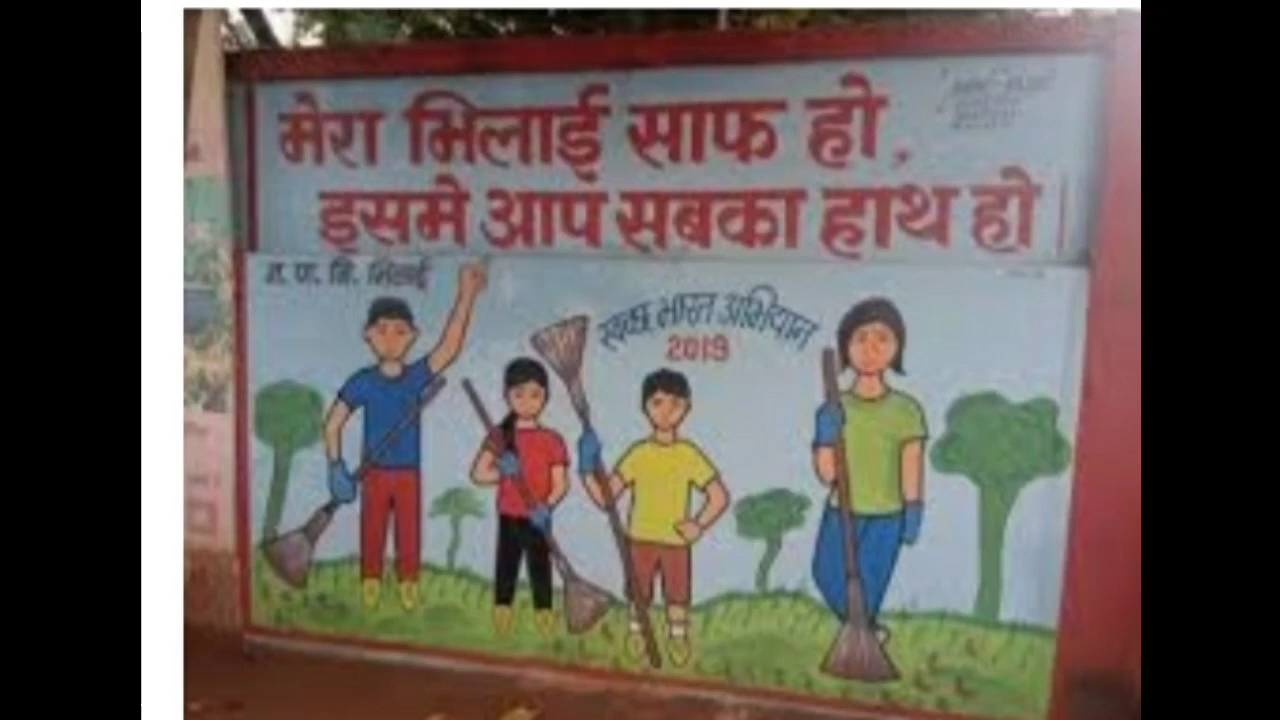 मेरा भिलाई साफ हो,
इसमे आप सबका हाथ हो
न. पा. नि. भिलाई
स्वच्छ भारत अभियान
2019